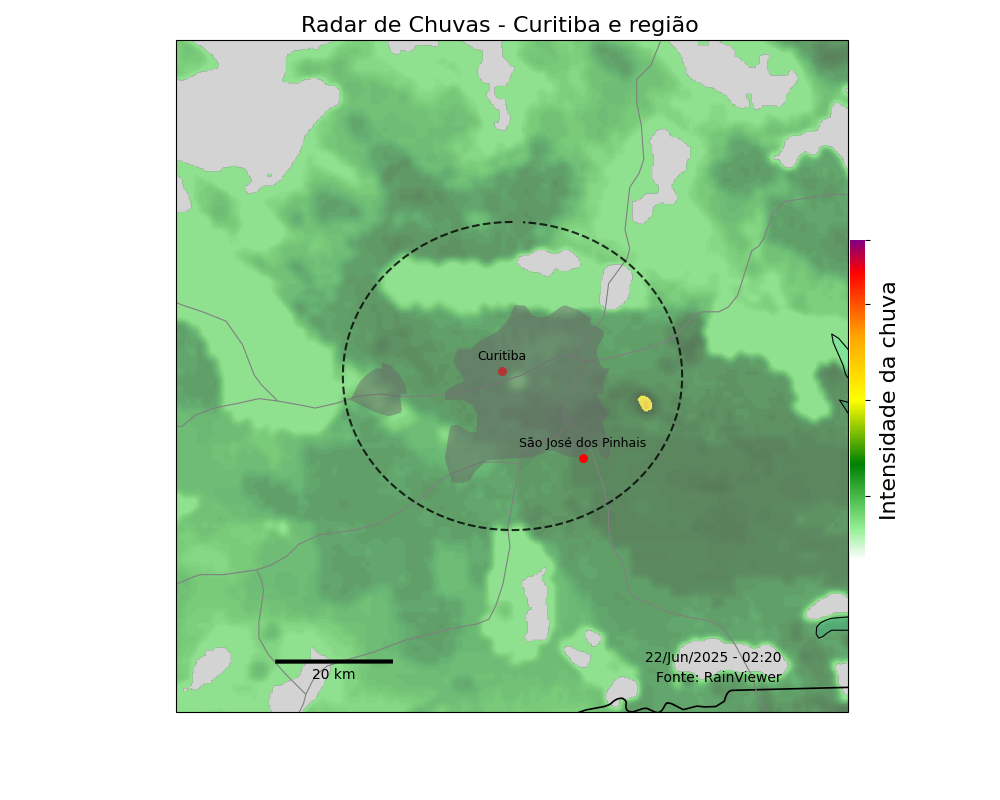 Radar de Chuvas - Curitiba e região
Curitiba
São José dos Pinhais
Intensidade da chuva
22/Jun/2025 - 02:20
20 km
Fonte: RainViewer